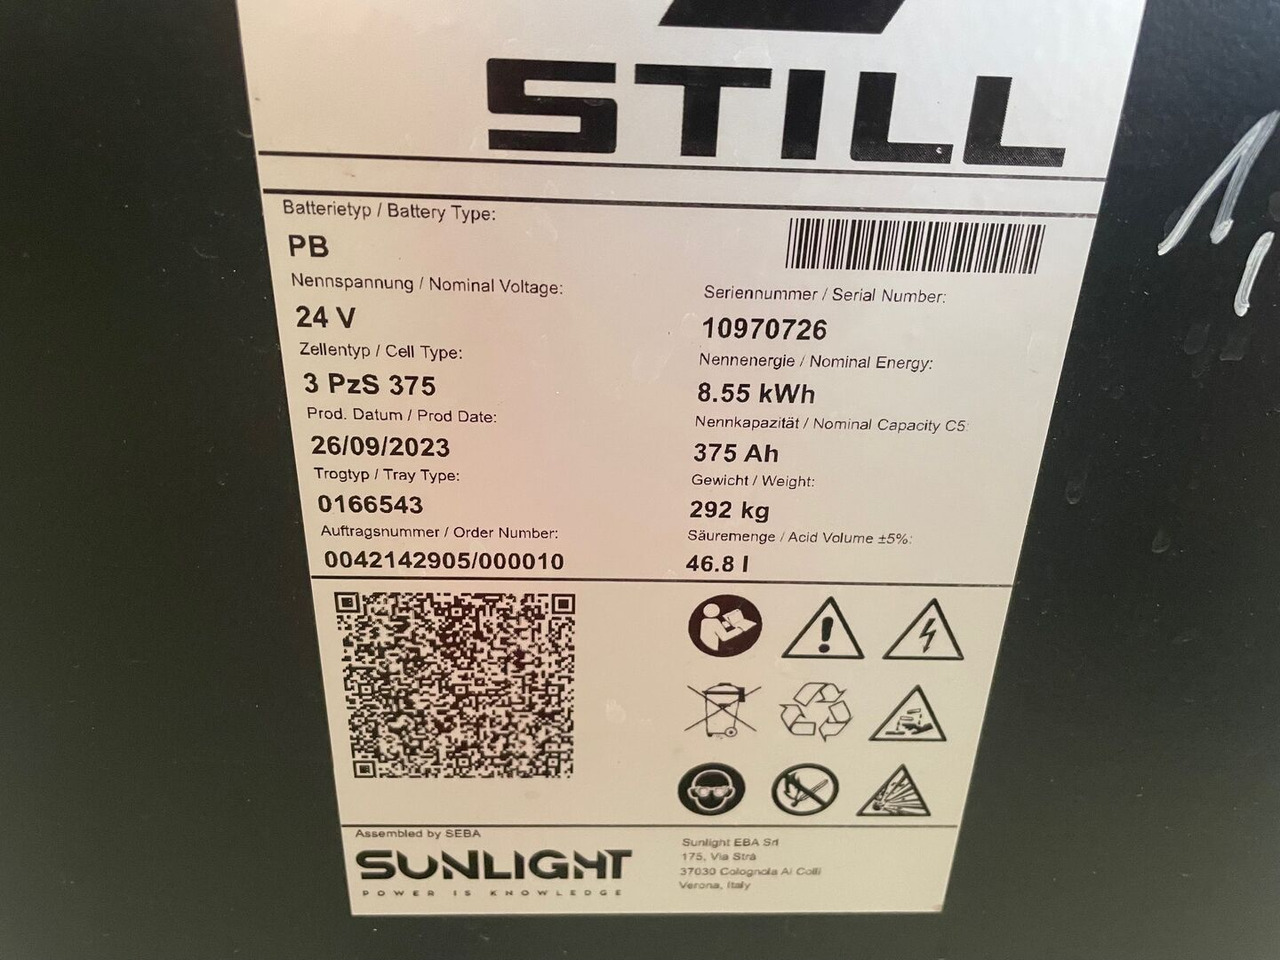 STILL
Batterietyp / Battery Type:
PB
Nennspannung / Nominal Voltage:
24 V
Zellentyp / Cell Type:
3 PzS 375
Prod. Datum / Prod Date:
26/09/2023
Trogtyp / Tray Type:
0166543
Auftragsnummer / Order Number:
0042142905/000010
Seriennummer / Serial Number:
10970726
Nennenergie / Nominal Energy:
8.55 kWh
Nennkapazität / Nominal Capacity C5:
375 Ah
Gewicht / Weight:
292 kg
Säuremenge / Acid Volume ±5%:
46.8 l
Assembled by SEBA
SUNLIGHT
POWER IS KNOWLEDGE
Sunlight EBA Srl
175, Via Strà
37030 Colognola Ai Colli
Verona, Italy